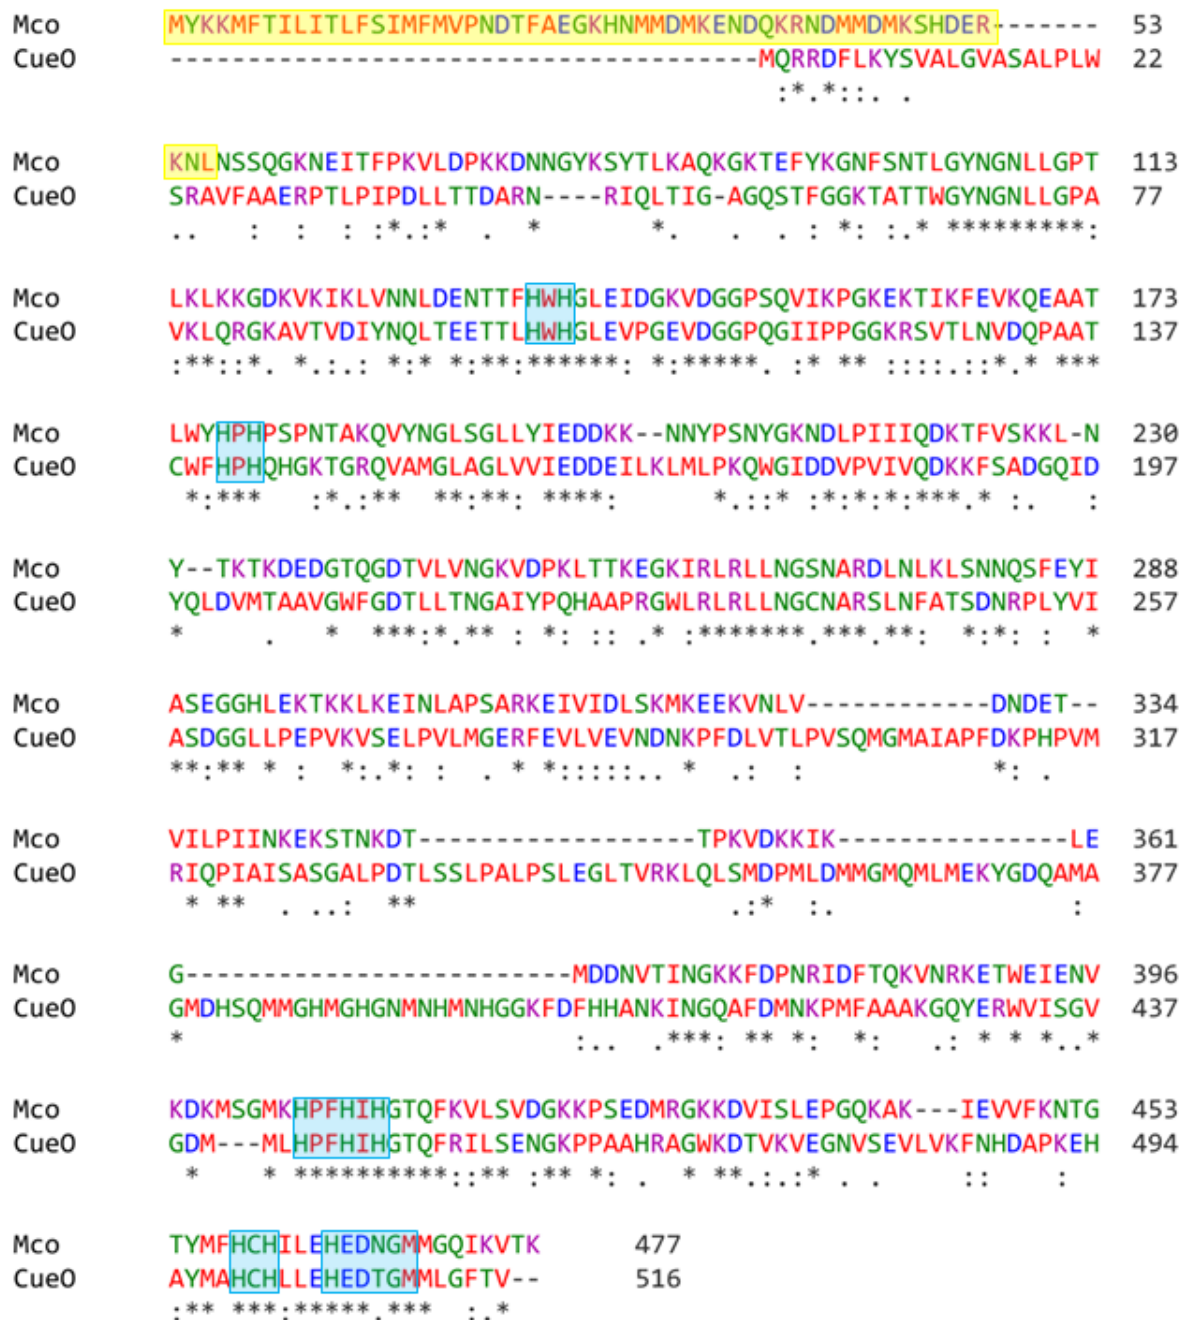 Mco MYKKMFTILITLFSIMFMVPNDTFAEGKHNMMDMKENDQKRNDMMDMKSHDER------- 53
CueO -----------------------------------MQRRDFLKYSVALGVASALPLW 22
:*.*::. .
Mco KNLNSSQGKNEITFPKVLDPKKDNNGYKSYTLKAQKGKTEFYKGNFSNTLGYNGNLLGPT 113
CueO SRAVFAAERPTLPIPDLLTTDARN----RIQLTIG-AGQSTFGGKTATTWGYNGNLLGPA 77
.. : : : :*.:* . * *. . . : *: :.* *********:
Mco LKLKKGDKVKIKLVNNLDENTTFHWHGLEIDGKVDGGPSQVIKPGKEKTIKFEVKQEAAT 173
CueO VKLQRGKAVTVDIYNQLTEETTLHWHGLEVPGEVDGGPQGIIPPGGKRSVTLNVDQPAAT 137
:**::*. *.:.: *:* *:**:******: *:*****. :* ** ::::.::*.* ***
Mco LWYHPHPSPNTAKQVYNGLSGLLYIEDDKK--NNYPSNYGKNDLPIIIQDKTFVSKKL-N 230
CueO CWFHPHQHGKTGRQVAMGLAGLVVIEDDEILKLMLPKQWGIDDVPVIVQDKKFSADGQID 197
*:*** :*.:** **:**: ****: *.::* :*:*:*:***.* :. :
Mco Y--TKTKDEDGTQGDTVLVNGKVDPKLTTKEGKIRLRLLNGSNARDLNLKLSNNQSFEYI 288
CueO YQLDVMTAAVGWFGDTLLTNGAIYPQHAAPRGWLRLRLLNGCNARSLNFATSDNRPLYVI 257
* . * ***:*.** : *: :: .* :*******.***.**: *:*: : *
Mco ASEGGHLEKTKKLKEINLAPSARKEIVIDLSKMKEEKVNLV------------DNDET-- 334
CueO ASDGGLLPEPVKVSELPVLMGERFEVLVEVNDNKPFDLVTLPVSQMGMAIAPFDKPHPVM 317
**:** * : *:.*: : . * *:::::.. * .: : *: .
Mco VILPIINKEKSTNKDT------------------TPKVDKKIK---------------LE 361
CueO RIQPIAISASGALPDTLSSLPALPSLEGLTVRKLQLSMDPMLDMMGMQMLMEKYGDQAMA 377
* ** . ..: ** .:* :. :
Mco G-------------------------MDDNVTINGKKFDPNRIDFTQKVNRKETWEIENV 396
CueO GMDHSQMMGHMGHGNMNHMNHGGKFDFHHANKINGQAFDMNKPMFAAAKGQYERWVISGV 437
* :.. .***: ** *: *: .: * * *..*
Mco KDKMSGMKHPFHIHGTQFKVLSVDGKKPSEDMRGKKDVISLEPGQKAK---IEVVFKNTG 453
CueO GDM---MLHPFHIHGTQFRILSENGKPPAAHRAGWKDTVKVEGNVSEVLVKFNHDAPKEH 494
* * **********::** :** *: . * **.:.:* . . :: :
Mco TYMFHCHILEHEDNGMMGQIKVTK 477
CueO AYMAHCHLLEHEDTGMMLGFTV-- 516
:** ***:*****.*** :.*